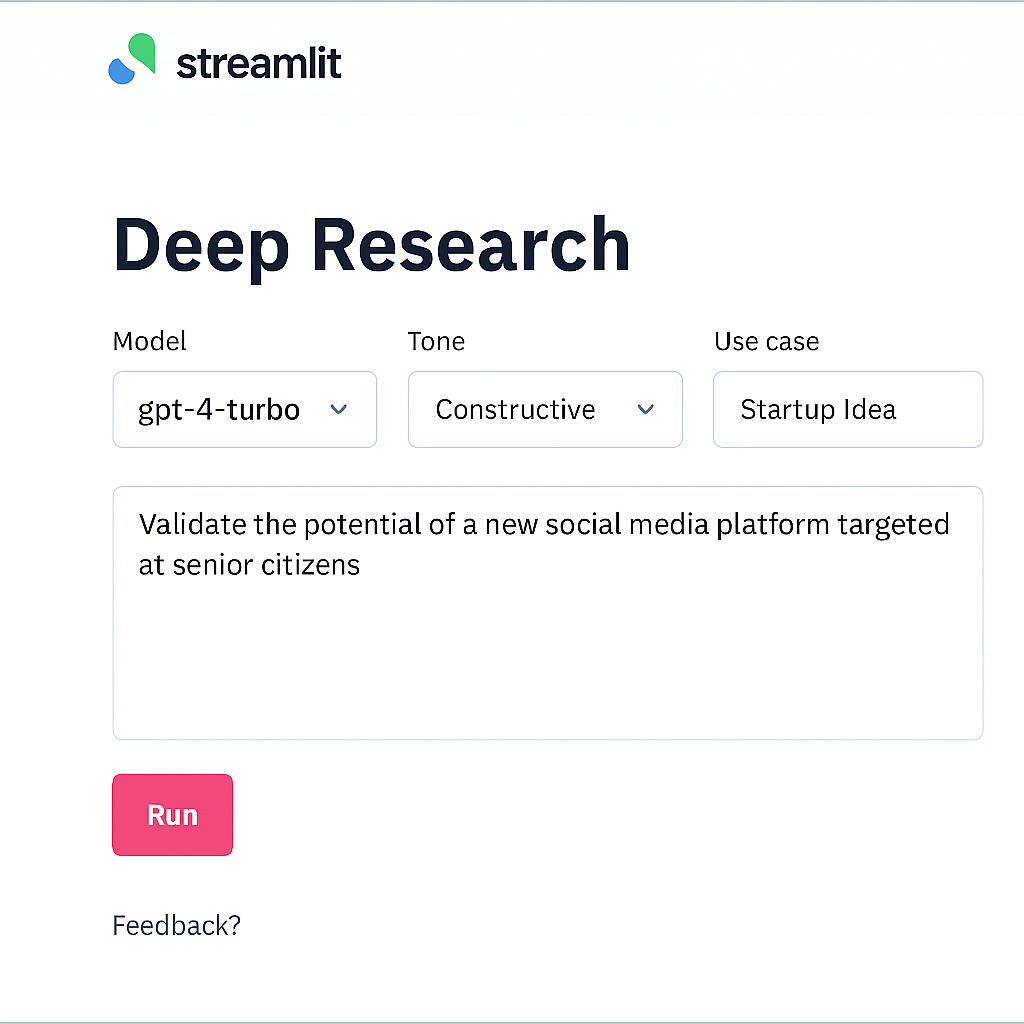 streamlit
Deep Research
Model Tone Use case
gpt-4-turbo Constructive Startup Idea
Validate the potential of a new social media platform targeted
at senior citizens
Run
Feedback?